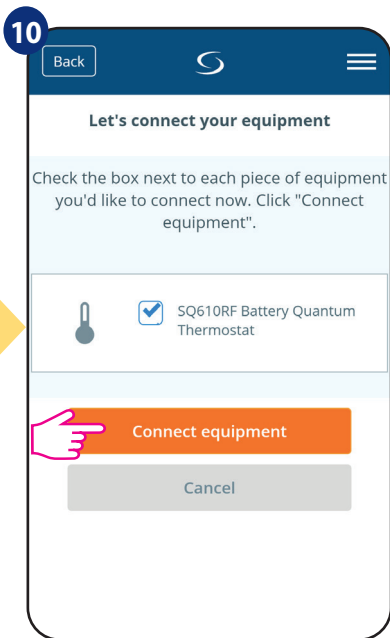 10
Back
Let's connect your equipment
Check the box next to each piece of equipment
you'd like to connect now. Click "Connect
equipment".
SQ610RF Battery Quantum
Thermostat
Connect equipment
Cancel